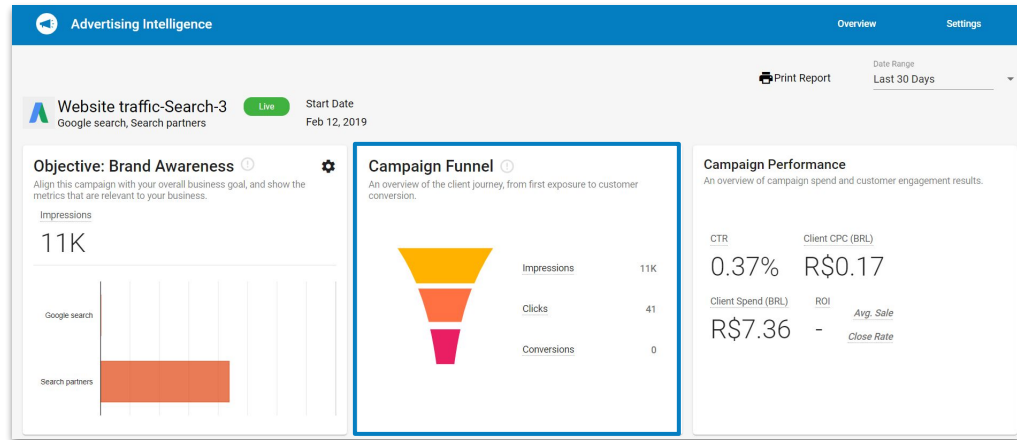 Advertising Intelligence
Overview
Settings
Print Report
Date Range
Last 30 Days
Website traffic-Search-3
Live
Google search, Search partners
Start Date
Feb 12, 2019
Objective: Brand Awareness
Align this campaign with your overall business goal, and show the
metrics that are relevant to your business.
Impressions
11K
Google search
Search partners
Campaign Funnel
An overview of the client journey, from first exposure to customer
conversion.
Impressions 11K
Clicks 41
Conversions 0
Campaign Performance
An overview of campaign spend and customer engagement results.
CTR
0.37%
Client CPC (BRL)
R$0.17
Client Spend (BRL)
R$7.36
ROI
-
Avg. Sale
Close Rate